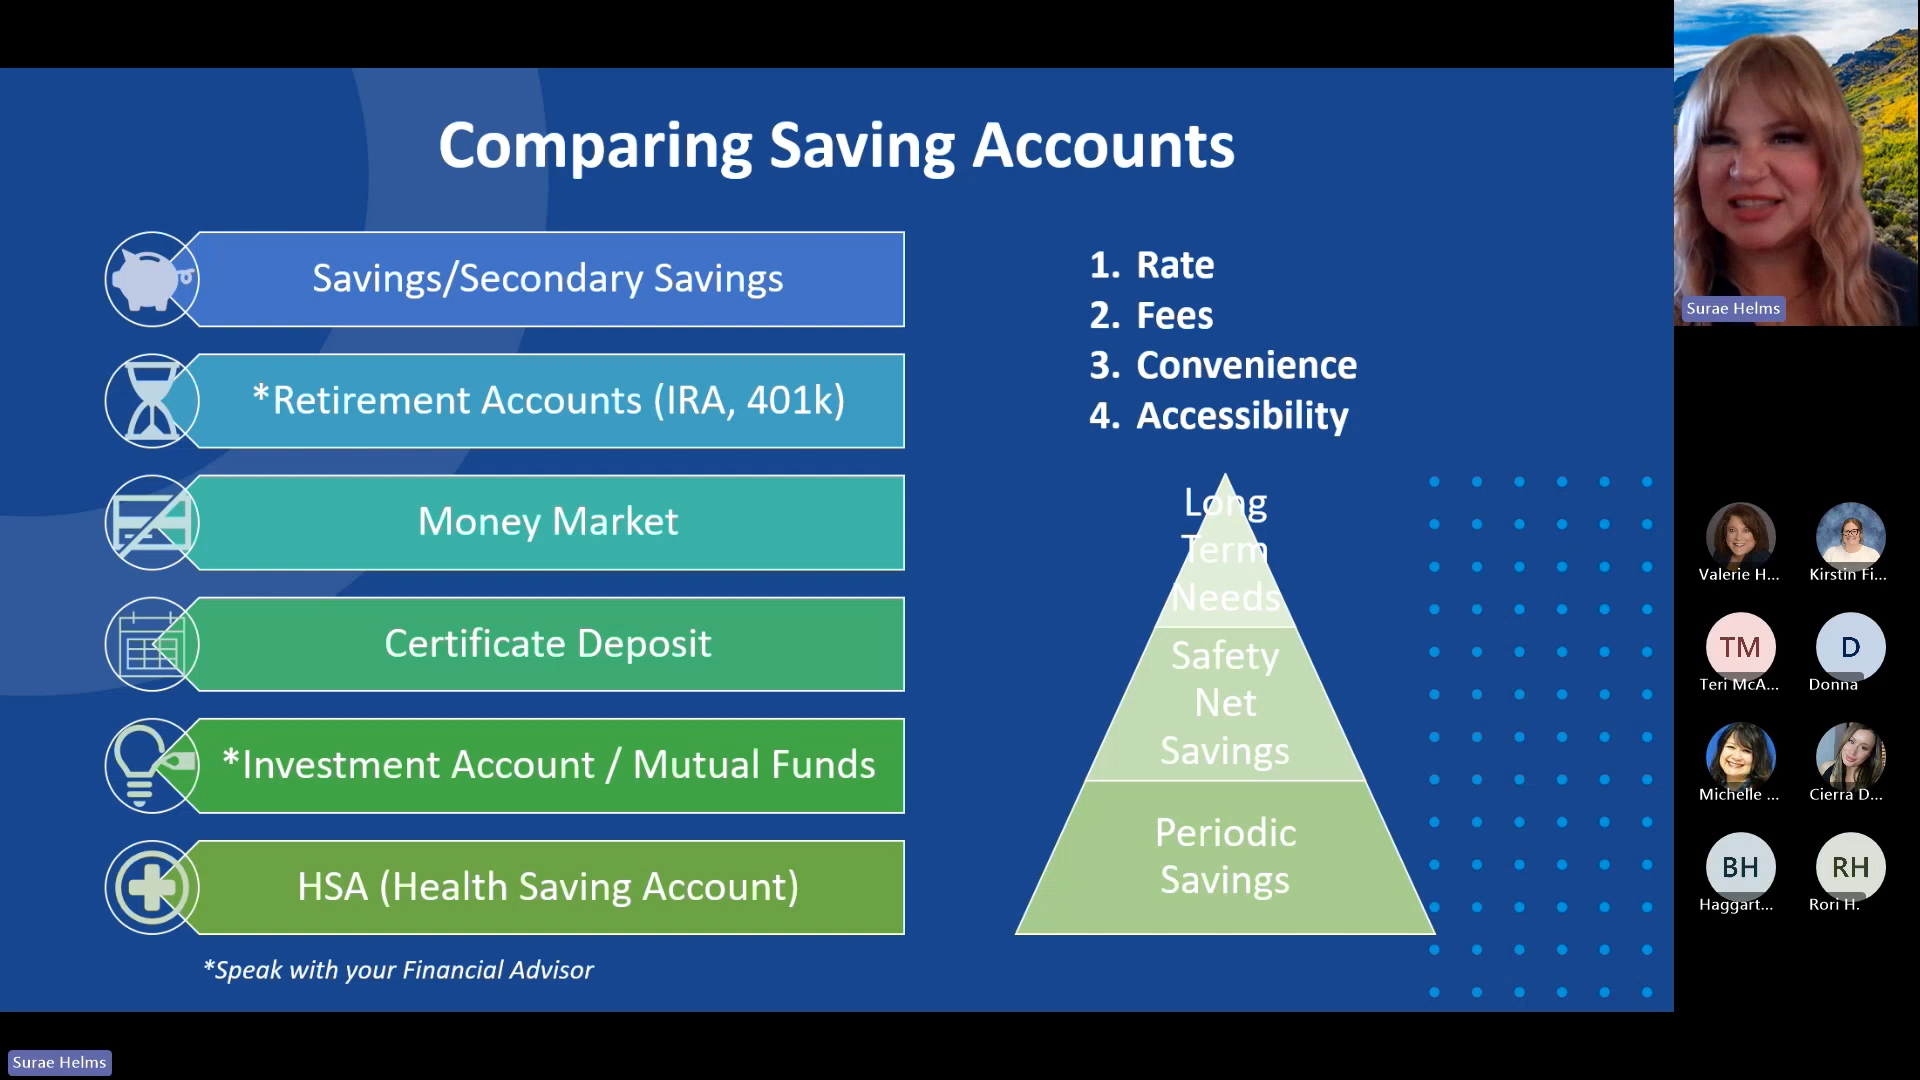 Comparing Saving Accounts
Savings/Secondary Savings
*Retirement Accounts (IRA, 401k)
Money Market
Certificate Deposit
*Investment Account / Mutual Funds
HSA (Health Saving Account)
*Speak with your Financial Advisor
1. Rate
2. Fees
3. Convenience
4. Accessibility
Long
Term
Needs
Safety
Net
Savings
Periodic
Savings
Surae Helms
Valerie H...
Kirstin Fi...
TM
Teri McA...
D
Donna
Michelle ...
Cierra D...
BH
Haggart...
RH
Rori H.
Surae Helms